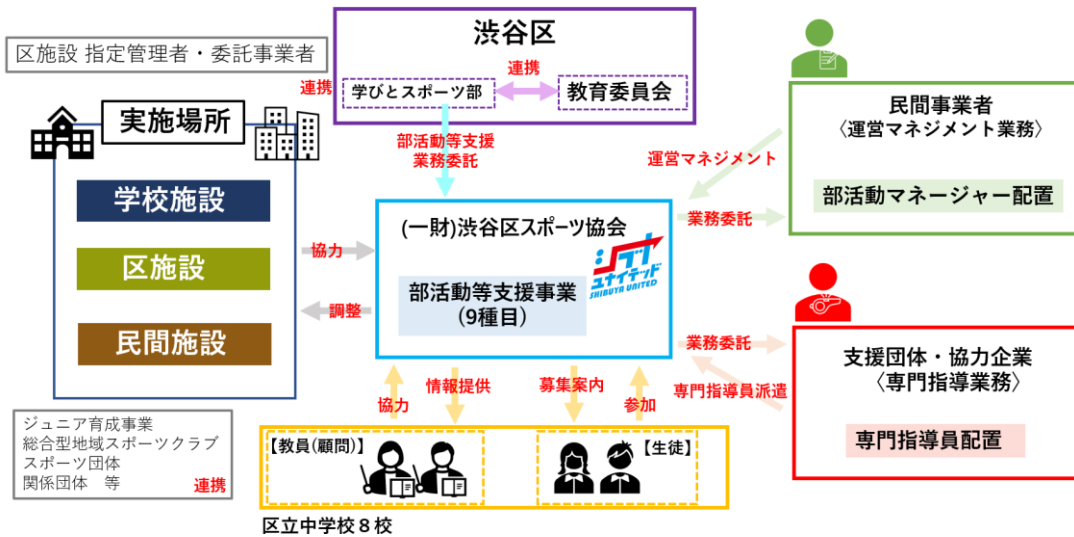 区施設 指定管理者・委託事業者
連携
実施場所
学校施設
区施設
民間施設
ジュニア育成事業
総合型地域スポーツクラブ
スポーツ団体
関係団体　等
連携
渋谷区
学びとスポーツ部
連携
教育委員会
部活動等支援
業務委託
協力
調整
(一財)渋谷区スポーツ協会
シブヤ
ユナイテッド
SHIBUYA UNITED
部活動等支援事業
(9種目)
協力
情報提供
募集案内
参加
【教員(顧問)】
【生徒】
区立中学校８校
運営マネジメント
業務委託
民間事業者
〈運営マネジメント業務〉
部活動マネージャー配置
業務委託
専門指導員派遣
支援団体・協力企業
〈専門指導業務〉
専門指導員配置